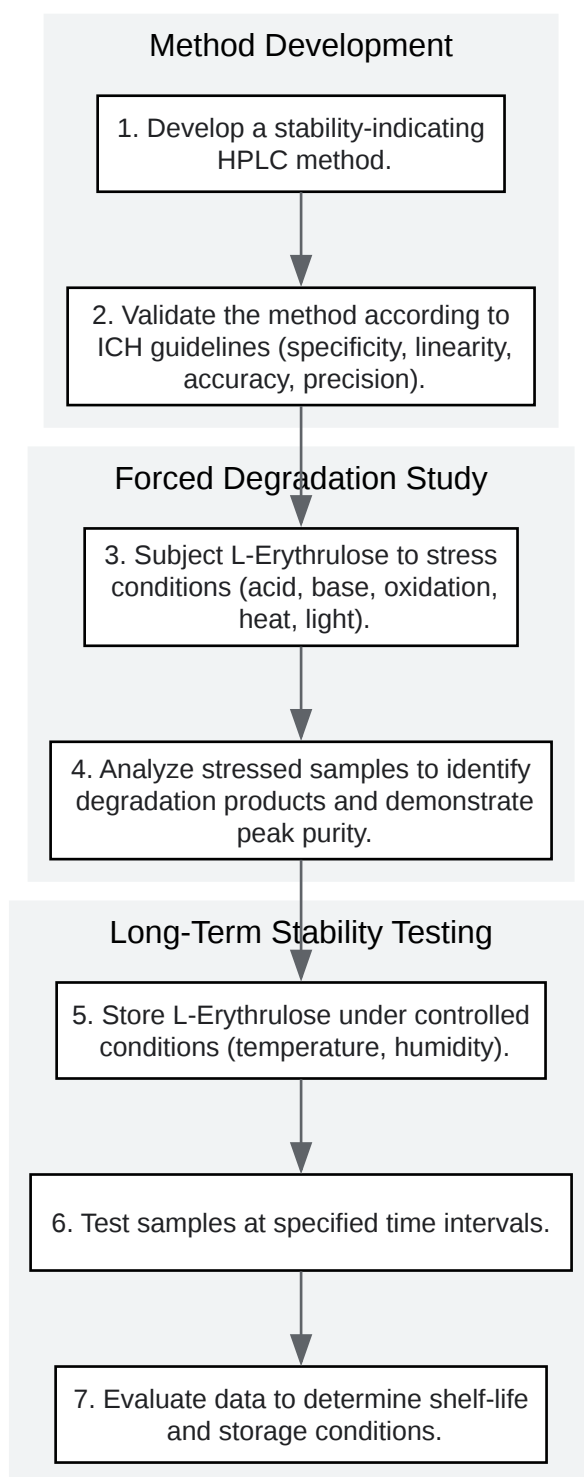 Method Development
1. Develop a stability-indicating
HPLC method.
2. Validate the method according to
ICH guidelines (specificity, linearity,
accuracy, precision).
Forced Degradation Study
3. Subject L-Erythrulose to stress
conditions (acid, base, oxidation,
heat, light).
4. Analyze stressed samples to identify
degradation products and demonstrate
peak purity.
Long-Term Stability Testing
5. Store L-Erythrulose under controlled
conditions (temperature, humidity).
6. Test samples at specified time intervals.
7. Evaluate data to determine shelf-life
and storage conditions.